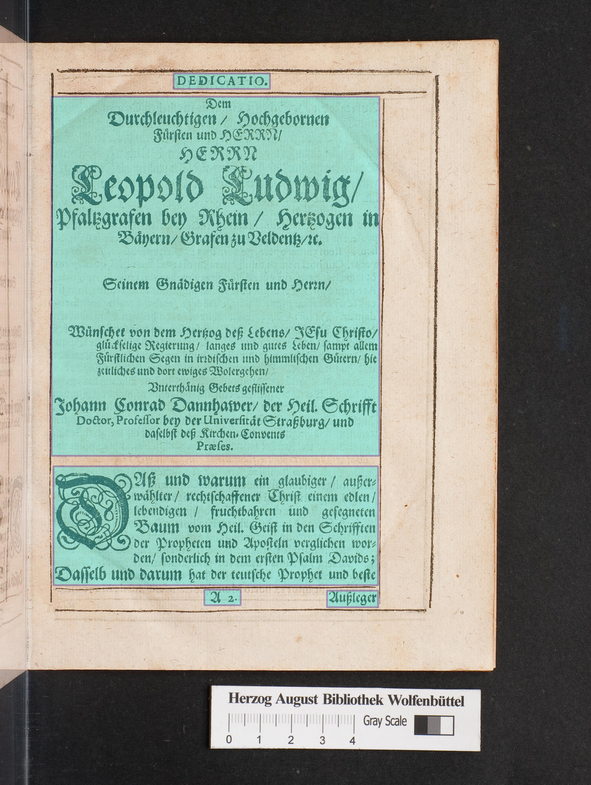 DEDICATIO.
Dem
Durchleuchtigen / Hochgebornen
Fürsten und HERRN/
HERRN
Leopold Ludwig/
Pfaltzgrafen bey Rhein / Hertzogen in
Bäyern/ Grafen zu Veldentz/ ꝛc.
Seinem Gnädigen Fürsten und Herrn/
Wünschet von dem Hertzog deß Lebens/ JEsu Christo/
glückselige Regierung/ langes und gutes Leben/ sampt allem
Fürstlichen Segen in irrdischen und himmlischen Gütern/ hie
zeitliches und dort ewiges Wolergehen/
Unterthänig Gebets geflissener
Johann Conrad Dannhawer/ der Heil. Schrifft
Doctor, Professor bey der Universität Straßburg/ und
daselbst deß Kirchen-Convents
Præses.
DAß und warum ein glaubiger / außer-
wählter / rechtschaffener Christ einem edlen/
lebendigen / fruchtbahren und gesegneten
Baum vom Heil. Geist in den Schrifften
der Propheten und Aposteln verglichen wor-
den/ sonderlich in dem ersten Psalm Davids;
Dasselb und darum hat der teutsche Prophet und beste
A 2.
Außleger
Herzog August Bibliothek Wolfenbüttel
Gray Scale
0 1 2 3 4